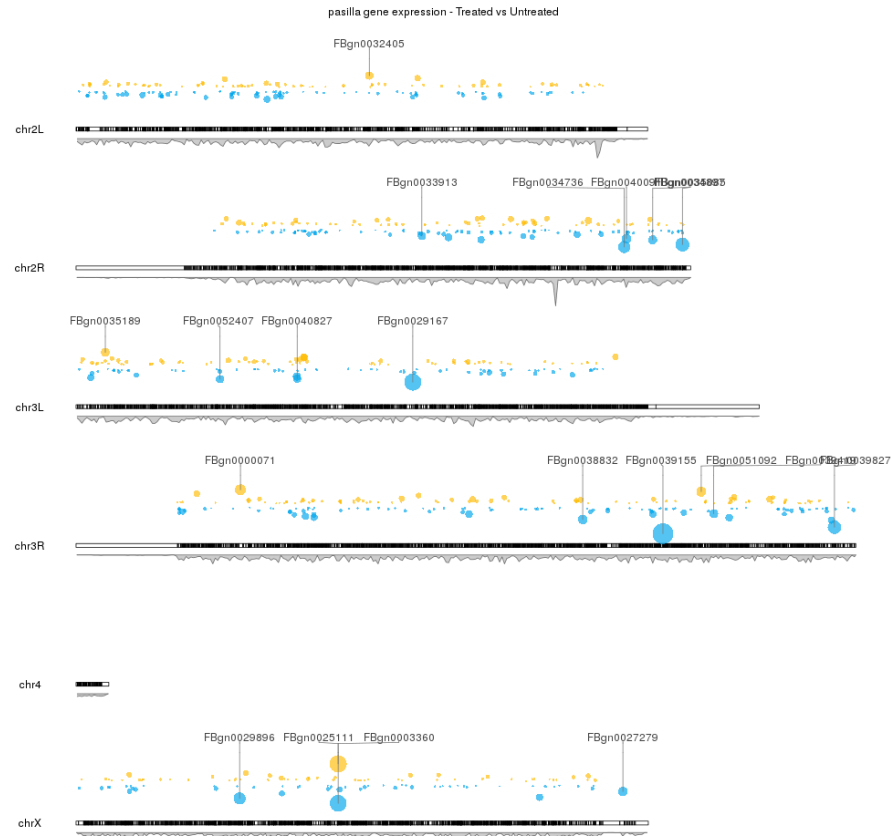 pasilla gene expression - Treated vs Untreated
FBgn0032405
chr2L
FBgn0033913 FBgn0034736
chr2R
FBgn0035189 FBgn0052407 FBgn0040827 FBgn0029167
chr3L
FBgn0000071 FBgn0038832 FBgn0039155 FBgn0051092 FBgn0039827
chr3R
chr4
FBgn0029896 FBgn0025111 FBgn0003360 FBgn0027279
chrX